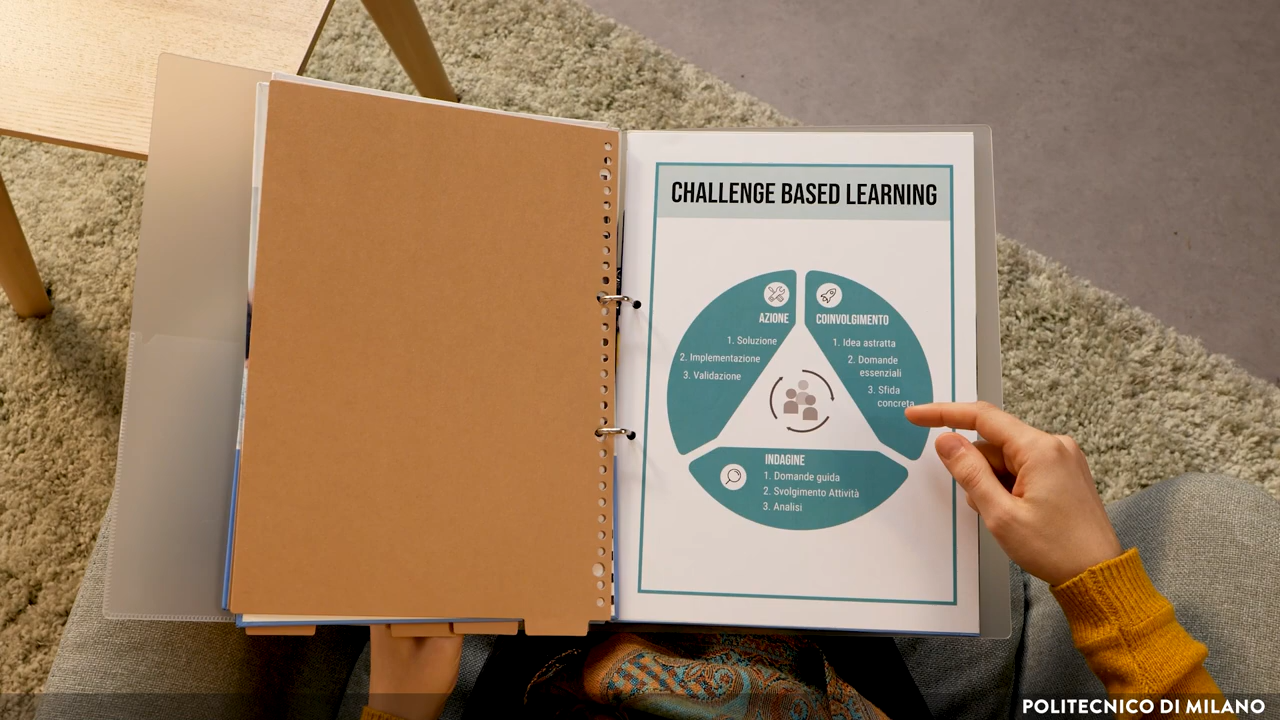 CHALLENGE BASED LEARNING
AZIONE
1. Soluzione
2. Implementazione
3. Validazione
COINVOLGIMENTO
1. Idea astratta
2. Domande
essenziali
3. Sfida
concreta
INDAGINE
1. Domande guida
2. Svolgimento Attività
3. Analisi
POLITECNICO DI MILANO